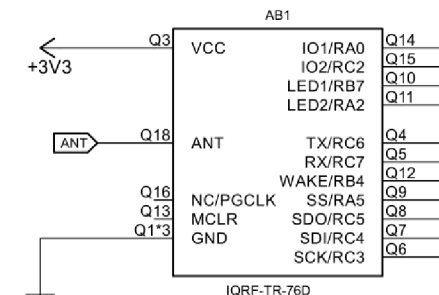 AB1
Q3 VCC IO1/RA0 Q14
+3V3 IO2/RC2 Q15
LED1/RB7 Q10
LED2/RA2 Q11
ANT Q18 ANT TX/RC6 Q4
RX/RC7 Q5
WAKE/RB4 Q12
Q16 NC/PGCLK SS/RA5 Q9
Q13 MCLR SDO/RC5 Q8
Q1*3 GND SDI/RC4 Q7
SCK/RC3 Q6
IQRF-TR-76D